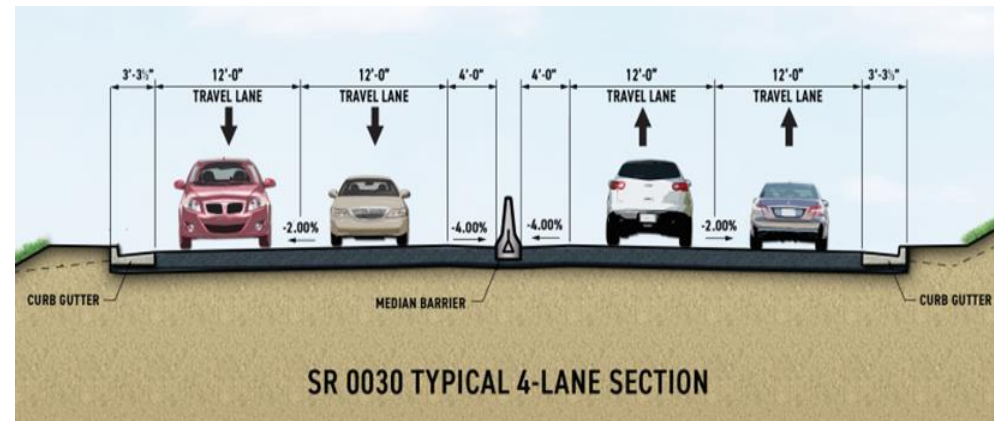 3'-3½" 12'-0" 12'-0" 4'-0" 4'-0" 12'-0" 12'-0" 3'-3½"
TRAVEL LANE TRAVEL LANE TRAVEL LANE TRAVEL LANE
-2.00% -4.00% -4.00% -2.00%
CURB GUTTER MEDIAN BARRIER CURB GUTTER
SR 0030 TYPICAL 4-LANE SECTION